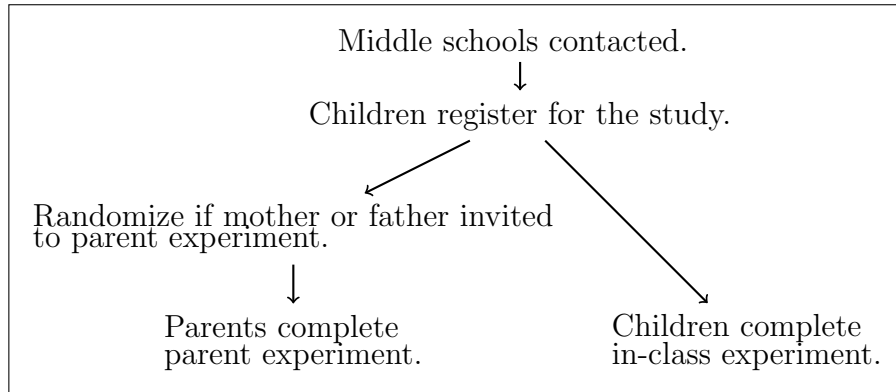 Middle schools contacted.
Children register for the study.
Randomize if mother or father invited
to parent experiment.
Parents complete
parent experiment.
Children complete
in-class experiment.